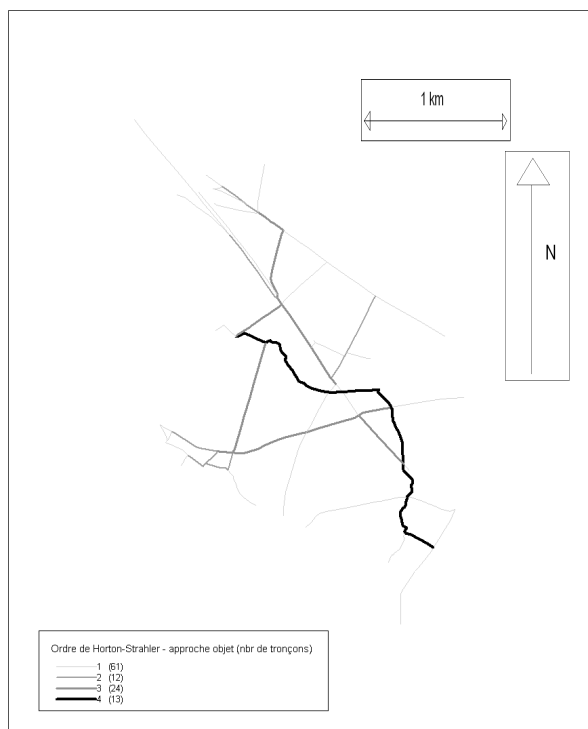 1 km
N
Ordre de Horton-Strahler - approche objet (nbr de tronçons)
1 (61)
2 (12)
3 (24)
4 (13)